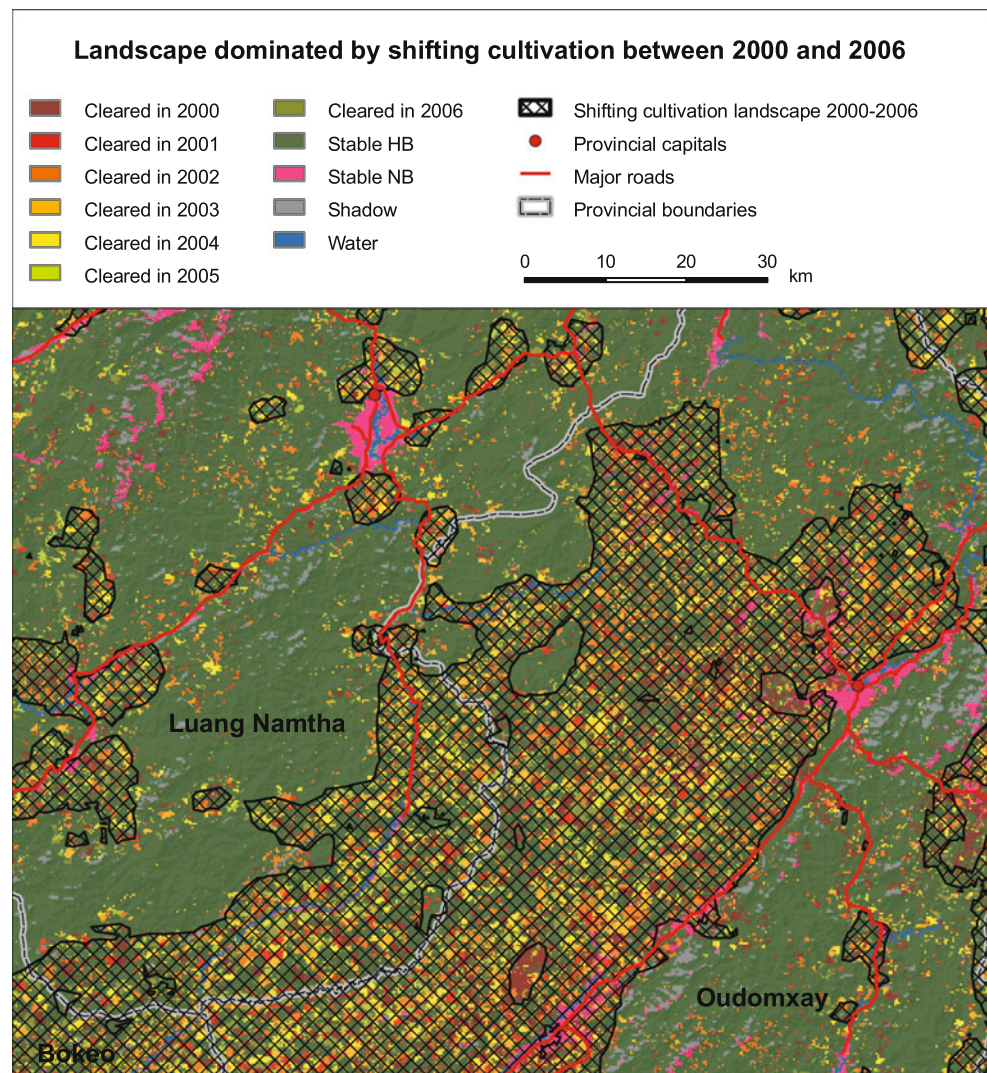 Landscape dominated by shifting cultivation between 2000 and 2006
Cleared in 2000
Cleared in 2001
Cleared in 2002
Cleared in 2003
Cleared in 2004
Cleared in 2005
Cleared in 2006
Stable HB
Stable NB
Shadow
Water
Shifting cultivation landscape 2000-2006
Provincial capitals
Major roads
Provincial boundaries
0 10 20 30
km
Luang Namtha
Oudomxay
Bokeo